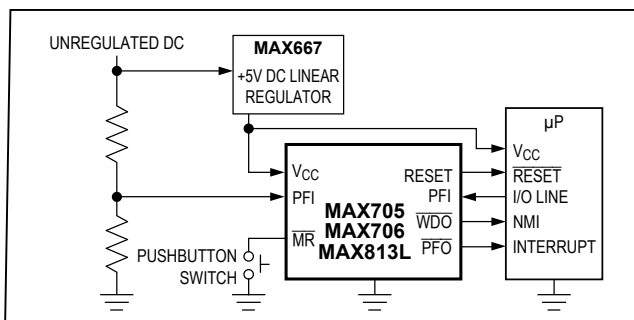 UNREGULATED DC
MAX667
+5V DC LINEAR
REGULATOR
µP
VCC
RESET
PFI
WDO
PFO
VCC
RESET
I/O LINE
NMI
INTERRUPT
VCC
PFI
MR
MAX705
MAX706
MAX813L
PUSHBUTTON
SWITCH